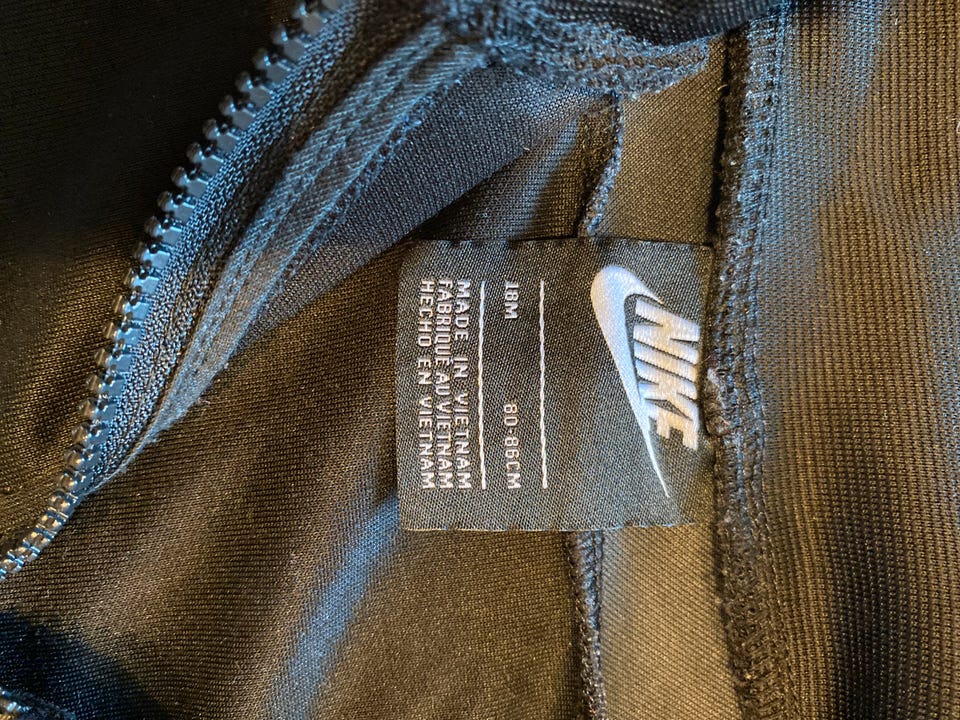 NIKE
18M 80-86CM
MADE IN VIETNAM
FABRIQUÉ AU VIETNAM
HECHO EN VIETNAM